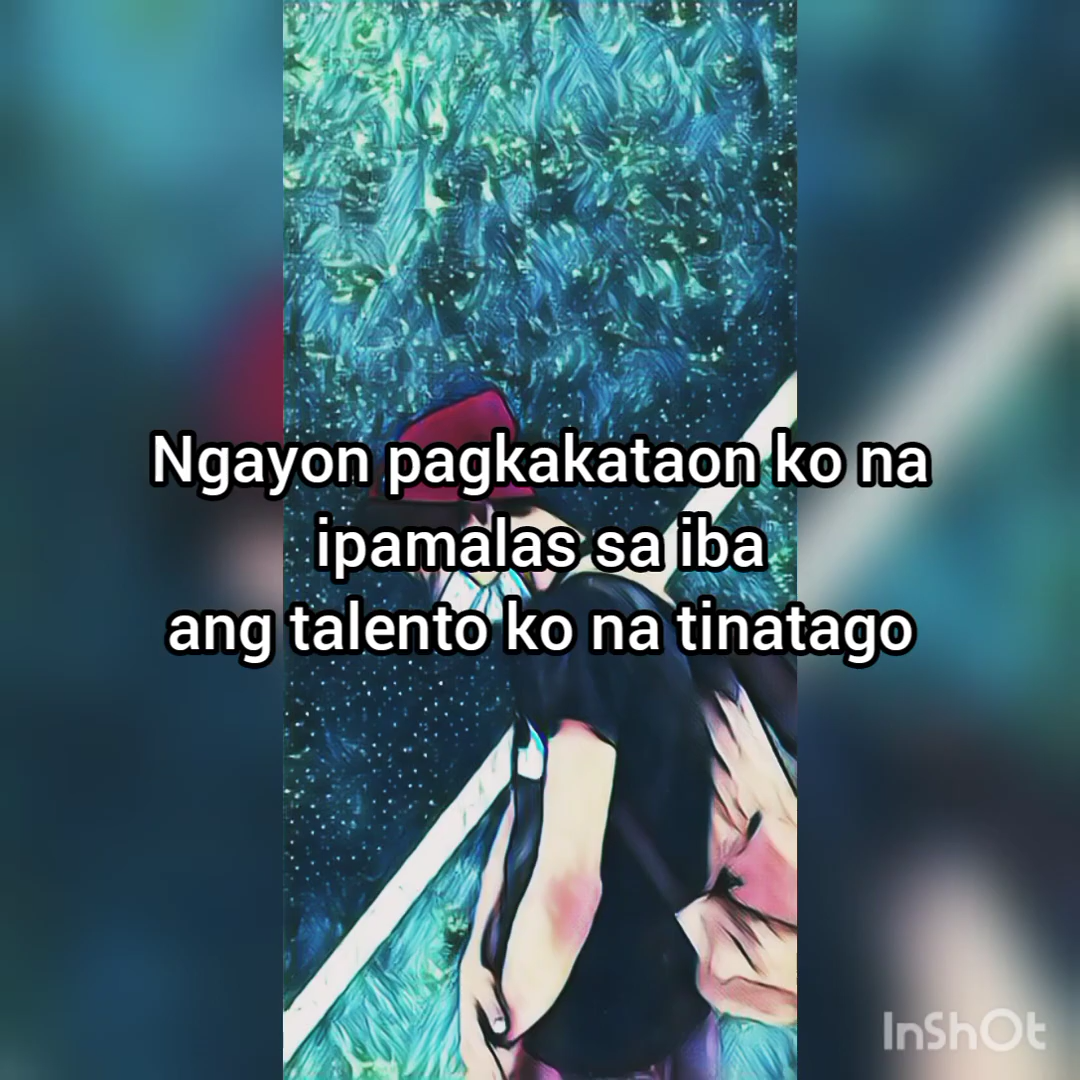 Ngayon pagkakataon ko na
ipamalas sa iba
ang talento ko na tinatago
InShOt